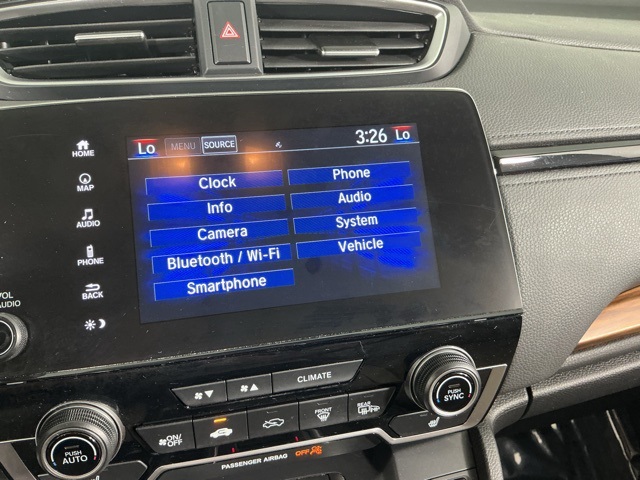 Lo MENU SOURCE 3:26 Lo
HOME
MAP
AUDIO
PHONE
BACK
Clock
Info
Camera
Bluetooth / Wi-Fi
Smartphone
Phone
Audio
System
Vehicle
VOL
AUDIO
CLIMATE
ON/
OFF
FRONT
REAR
PUSH
AUTO
PUSH
SYNC
PASSENGER AIRBAG OFF